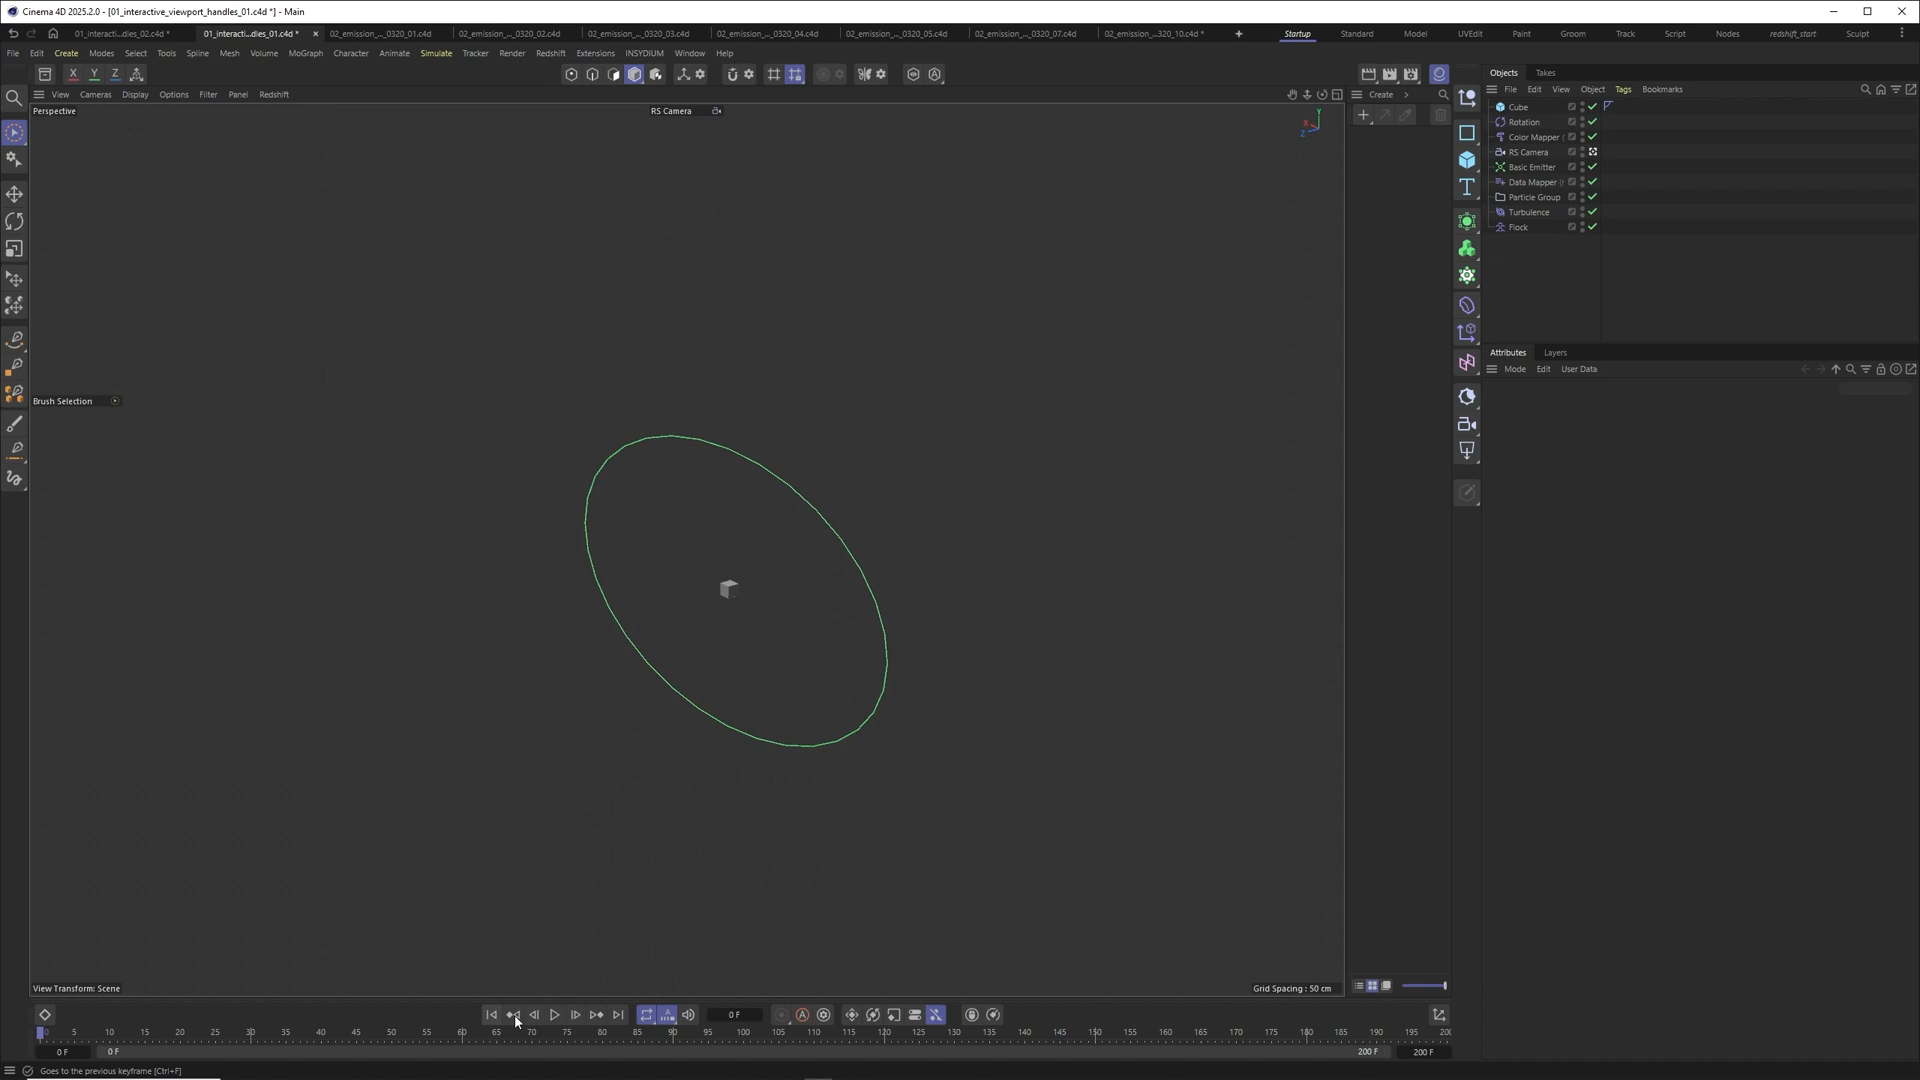 Cinema 4D 2025.2.0 - [01_interactive_viewport_handles_01.c4d *] - Main
01_interacti...dies_02.c4d *
01_interacti...dies_01.c4d *
02_emission_..._0320_01.c4d
02_emission_..._0320_02.c4d
02_emission_..._0320_03.c4d
02_emission_..._0320_04.c4d
02_emission_..._0320_05.c4d
02_emission_..._0320_07.c4d
02_emission_...320_10.c4d *
Startup Standard Model UVEdit Paint Groom Track Script Nodes redshift_start Sculpt
File Edit Create Modes Select Tools Spline Mesh Volume MoGraph Character Animate Simulate Tracker Render Redshift Extensions INSYDIUM Window Help
X Y Z
View Cameras Display Options Filter Panel Redshift
Create
Perspective
RS Camera
Y
X
Z
Brush Selection
View Transform: Scene
Grid Spacing : 50 cm
Objects Takes
File Edit View Object Tags Bookmarks
Cube
Rotation
Color Mapper (
RS Camera
Basic Emitter
Data Mapper (r
Particle Group
Turbulence
Flock
Attributes Layers
Mode Edit User Data
0 F
0 5 10 15 20 25 30 35 40 45 50 55 60 65 70 75 80 85 90 95 100 105 110 115 120 125 130 135 140 145 150 155 160 165 170 175 180 185 190 195 200
0 F 0 F 200 F 200 F
Goes to the previous keyframe [Ctrl+F]